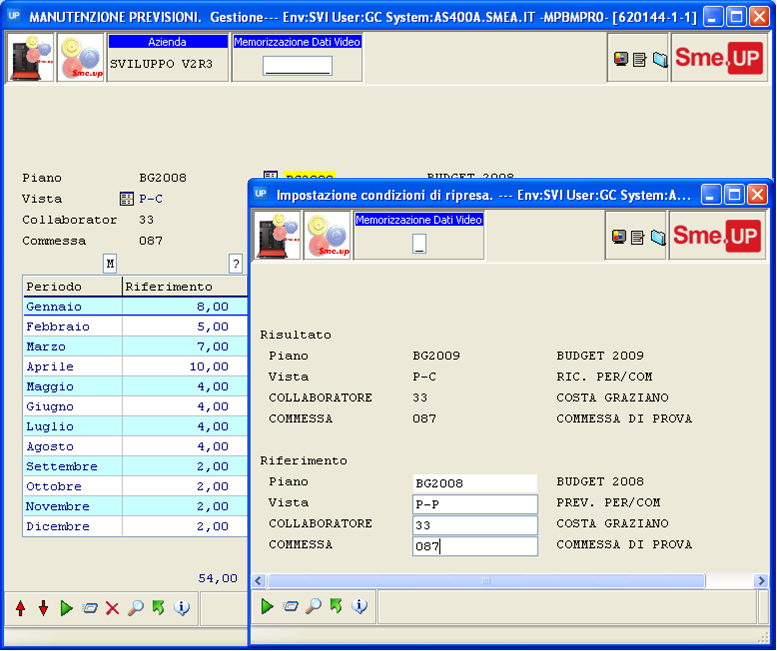 UP MANUTENZIONE PREVISIONI. Gestione--- Env:SVI User:GC System:AS400A.SMEA.IT -MPBMPR0- [620144-1-1]
Sme.up
Azienda
SVILUPPO V2R3
Memorizzazione Dati Video
Sme.UP
Piano BG2008 BG2009 BUDGET 2008
Vista P-C
Collaborator 33
Commessa 087
M ?
Periodo Riferimento
Gennaio 8,00
Febbraio 5,00
Marzo 7,00
Aprile 10,00
Maggio 4,00
Giugno 4,00
Luglio 4,00
Agosto 4,00
Settembre 2,00
Ottobre 2,00
Novembre 2,00
Dicembre 2,00
54,00
UP Impostazione condizioni di ripresa. --- Env:SVI User:GC System:A...
Sme.up
Memorizzazione Dati Video
_
Sme.UP
Risultato
Piano BG2009 BUDGET 2009
Vista P-C RIC. PER/COM
COLLABORATORE 33 COSTA GRAZIANO
COMMESSA 087 COMMESSA DI PROVA
Riferimento
Piano BG2008 BUDGET 2008
Vista P-P PREV. PER/COM
COLLABORATORE 33 COSTA GRAZIANO
COMMESSA 087 COMMESSA DI PROVA